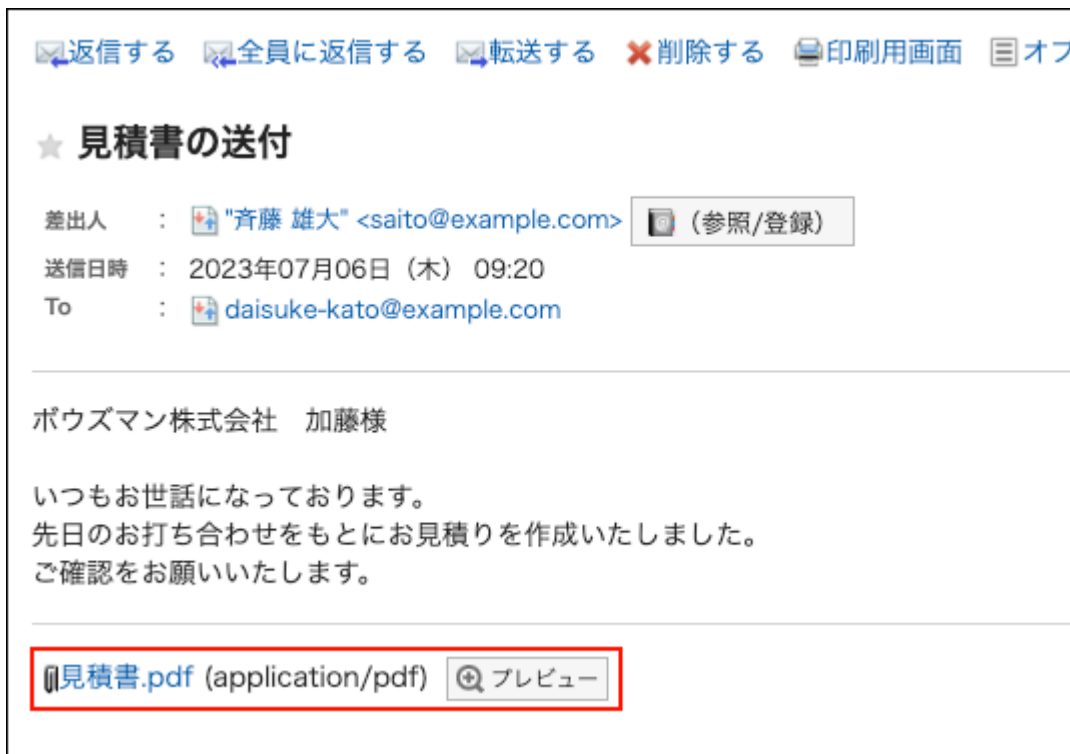 返信する 全員に返信する 転送する 削除する 印刷用画面 オプ
見積書の送付
差出人 : "斉藤 雄大" <saito@example.com> (参照/登録)
送信日時 : 2023年07月06日(木) 09:20
To : daisuke-kato@example.com
ボウズマン株式会社 加藤様
いつもお世話になっております。
先日のお打ち合わせをもとにお見積りを作成いたしました。
ご確認をお願いいたします。
見積書.pdf (application/pdf) プレビュー